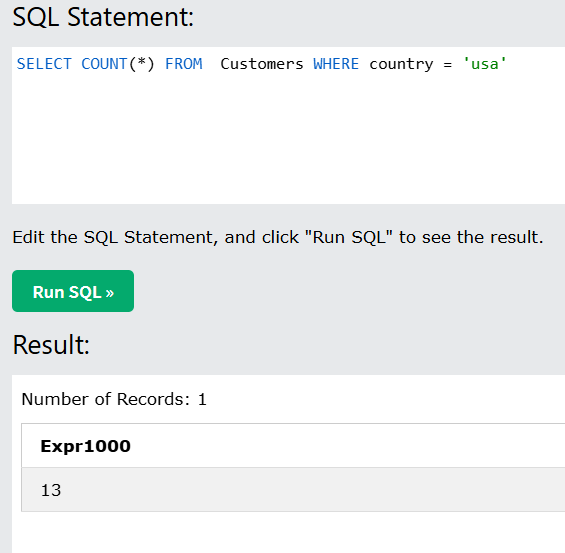 SQL Statement:
SELECT COUNT(*) FROM  Customers WHERE country = 'usa'
Edit the SQL Statement, and click "Run SQL" to see the result.
Run SQL »
Result:
Number of Records: 1
Expr1000
13